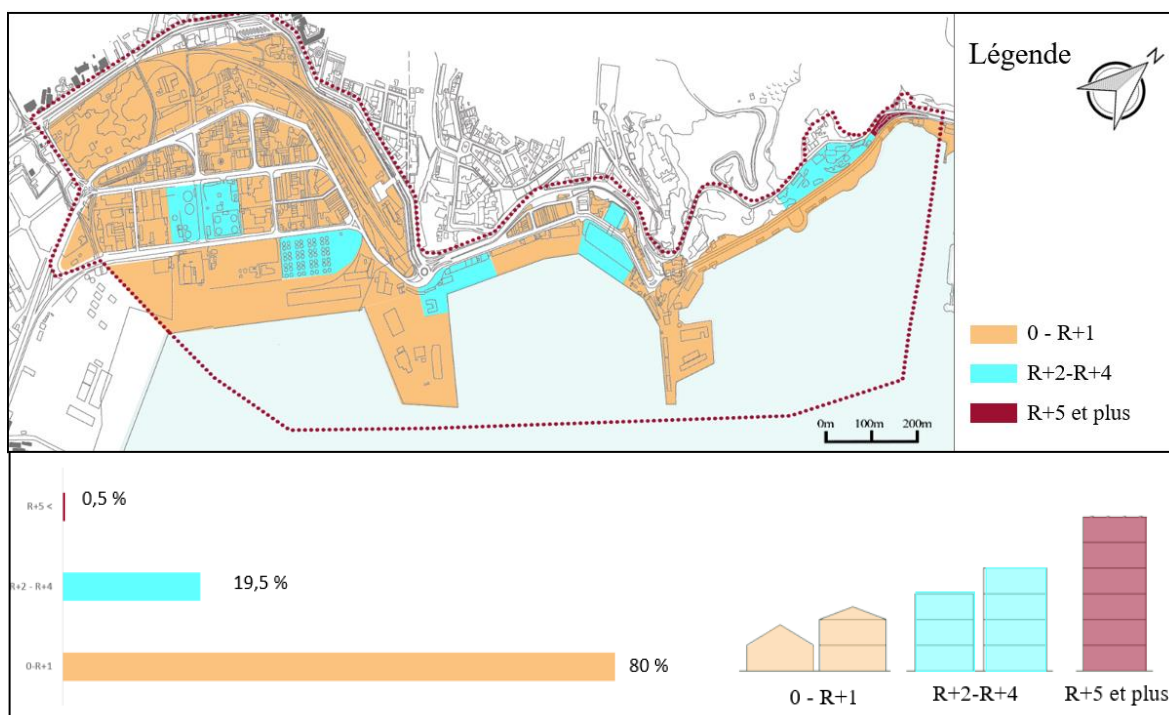 Légende
N
0 - R+1
R+2-R+4
R+5 et plus
0m 100m 200m
R+5 < 0,5 %
R+2 - R+4 19,5 %
0-R+1 80 %
0 - R+1 R+2-R+4 R+5 et plus